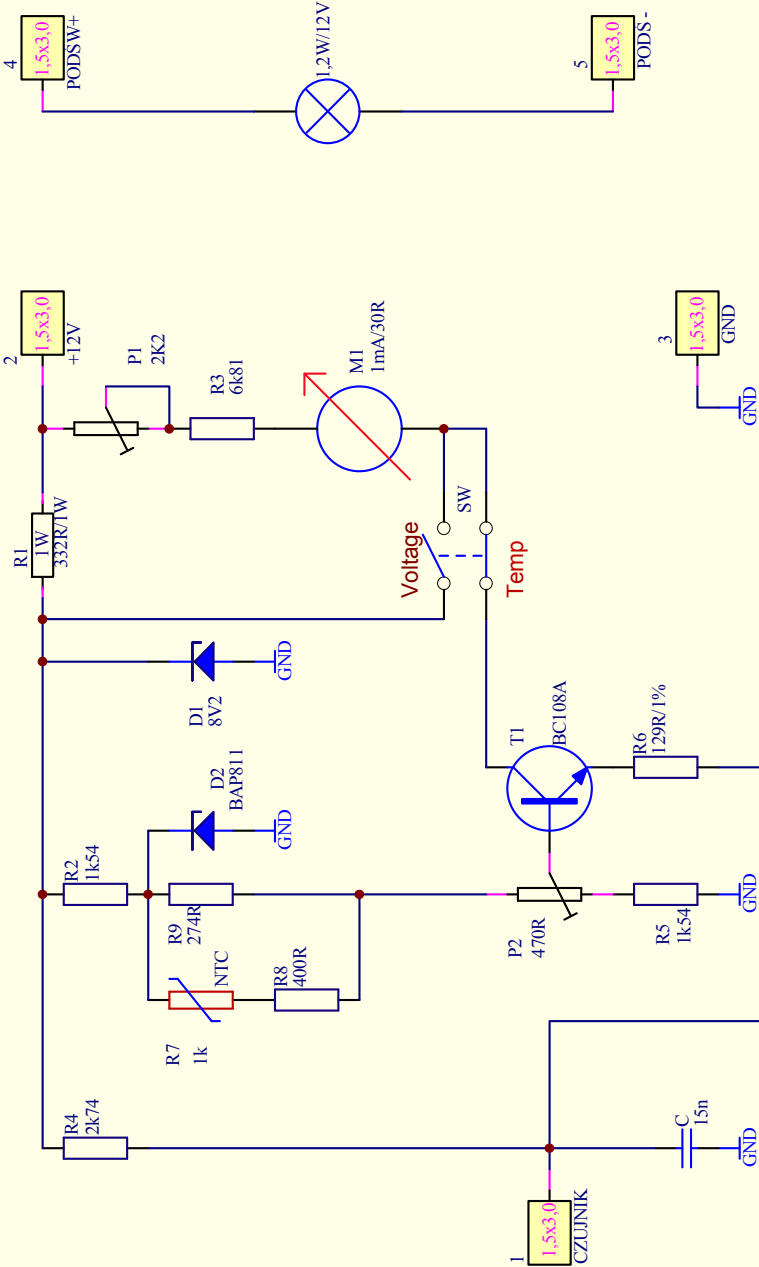 4
1,5x3,0
PODSW+
1,2W/12V
5
1,5x3,0
PODS -
2
1,5x3,0
+12V
P1
2K2
R3
6k81
M1
1mA/30R
3
1,5x3,0
GND
GND
R1
1W
332R/1W
Voltage
SW
Temp
D1
8V2
GND
D2
BAP811
GND
T1
BC108A
R6
129R/1%
R2
1k54
R9
274R
NTC
R7
1k
R8
400R
P2
470R
R5
1k54
GND
R4
2k74
C
15n
GND
1
1,5x3,0
CZUJNIK